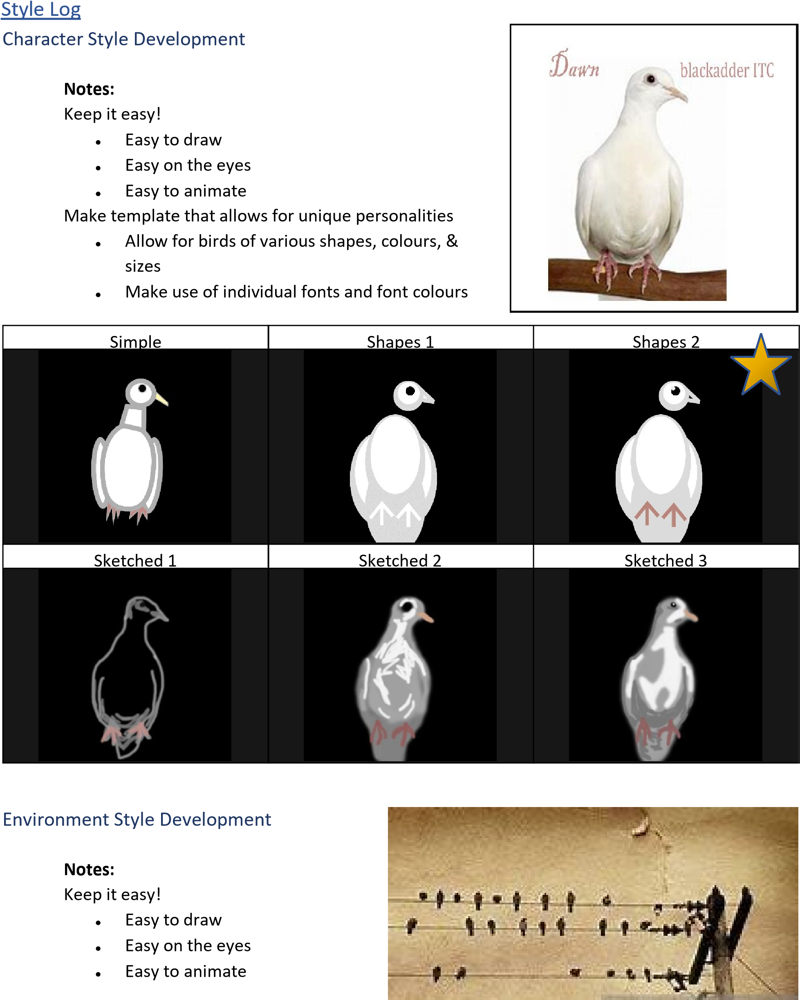 Style Log
Character Style Development
Dawn
blackadder ITC
Notes:
Keep it easy!
• Easy to draw
• Easy on the eyes
• Easy to animate
Make template that allows for unique personalities
• Allow for birds of various shapes, colours, &
sizes
• Make use of individual fonts and font colours
Simple
Shapes 1
Shapes 2
Sketched 1
Sketched 2
Sketched 3
Environment Style Development
Notes:
Keep it easy!
• Easy to draw
• Easy on the eyes
• Easy to animate